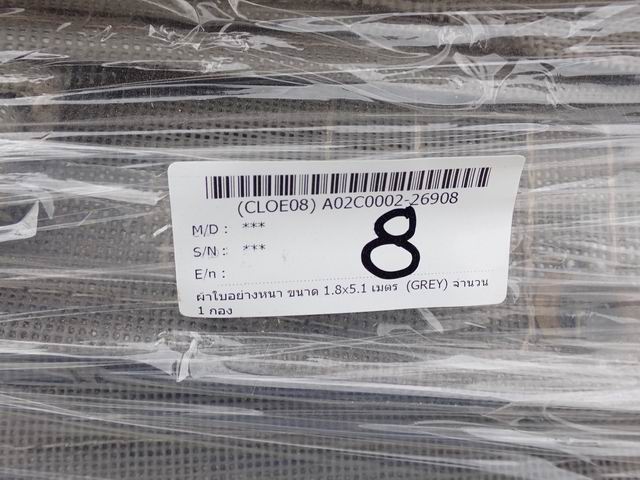 (CLOE08) A02C0002-26908
M/D : ***
S/N : ***
E/n :
8
ผ้าใบอย่างหนา ขนาด 1.8x5.1 เมตร (GREY) จำนวน
1 กอง